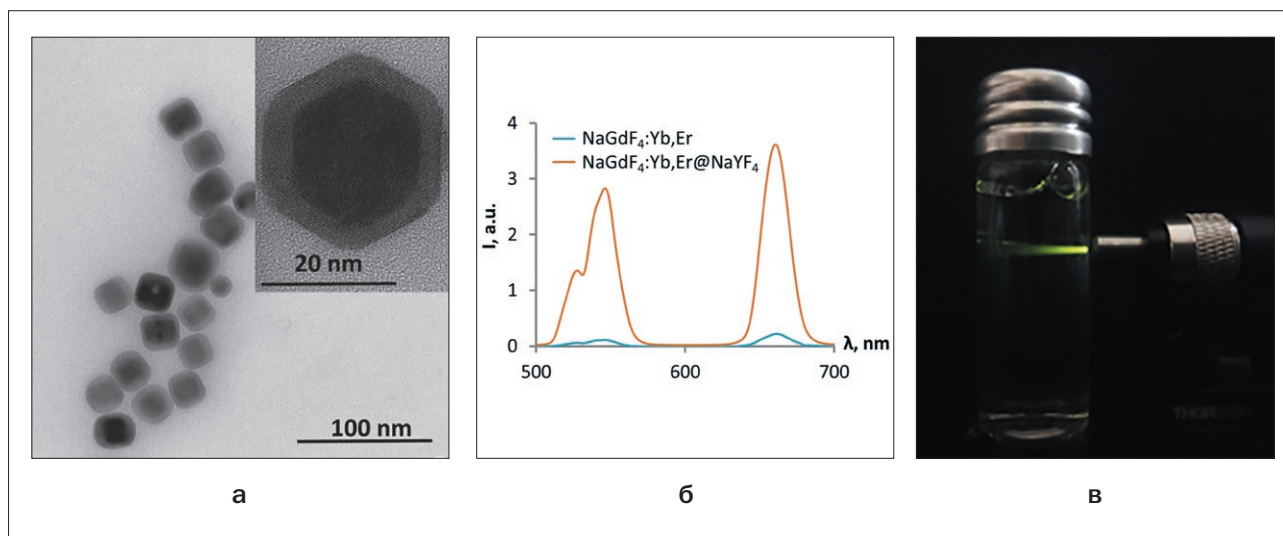 20 nm
100 nm
а
I, a.u.
4
3
2
1
0
NaGdF₄:Yb,Er
NaGdF₄:Yb,Er@NaYF₄
500
600
700
λ, nm
б
в